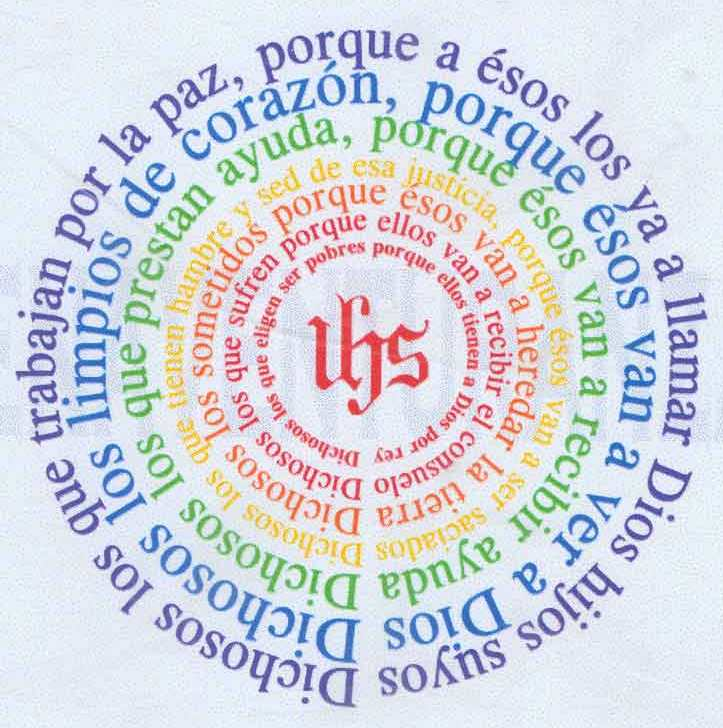 Dichosos los que trabajan por la paz, porque a ésos los ya a llamar Dios hijos suyos
Dichosos los limpios de corazón, porque ésos van a ver a Dios
Dichosos los que prestan ayuda, porque ésos van a recibir ayuda
Dichosos los que tienen hambre y sed de esa justicia, porque ésos van a ser saciados
Dichosos los sometidos porque ésos van a heredar la tierra
Dichosos los que sufren porque ellos van a recibir el consuelo
Dichosos los que eligen ser pobres porque ellos tienen a Dios por rey
ihs